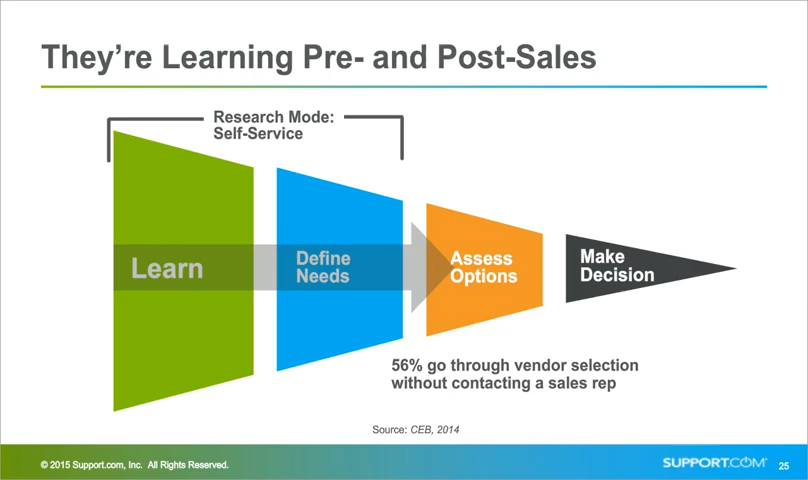 They're Learning Pre- and Post-Sales
Research Mode:
Self-Service
Learn
Define
Needs
Assess
Options
Make
Decision
56% go through vendor selection
without contacting a sales rep
Source: CEB, 2014
© 2015 Support.com, Inc. All Rights Reserved.
SUPPORT.COM
25